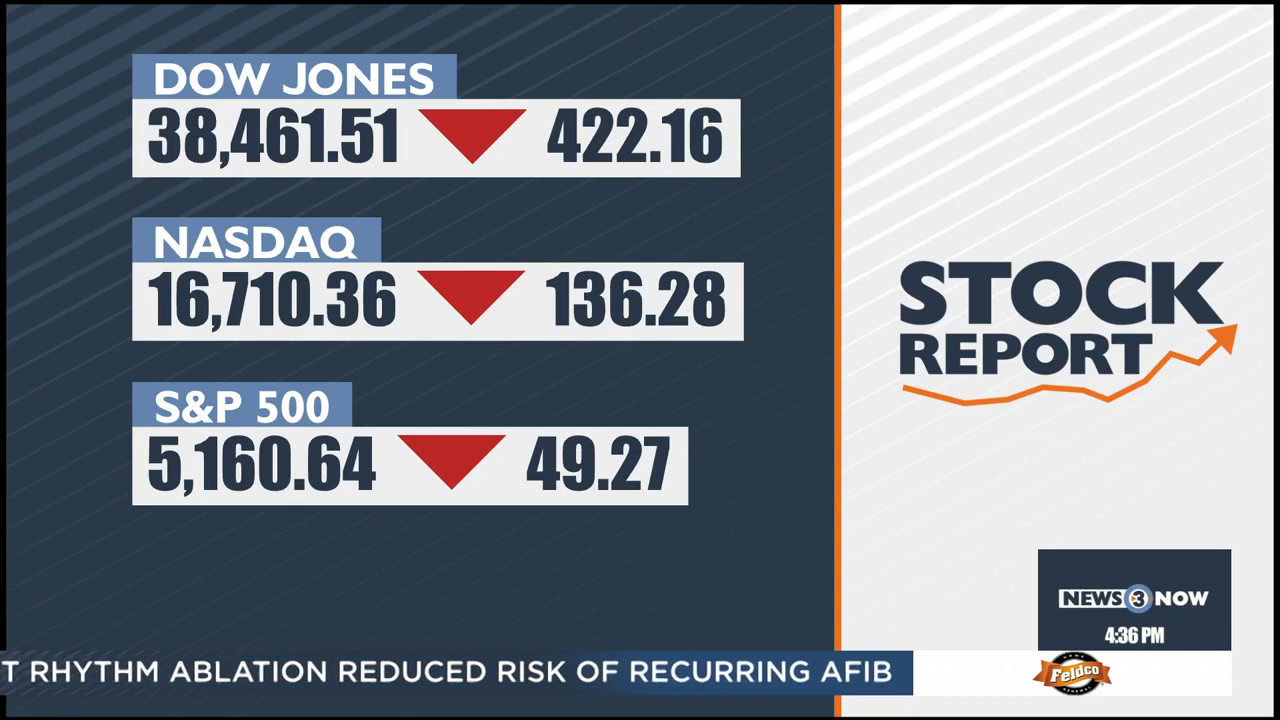 DOW JONES
38,461.51 422.16
NASDAQ
16,710.36 136.28
S&P 500
5,160.64 49.27
STOCK
REPORT
NEWS 3 NOW
4:36 PM
T RHYTHM ABLATION REDUCED RISK OF RECURRING AFIB
Feldco